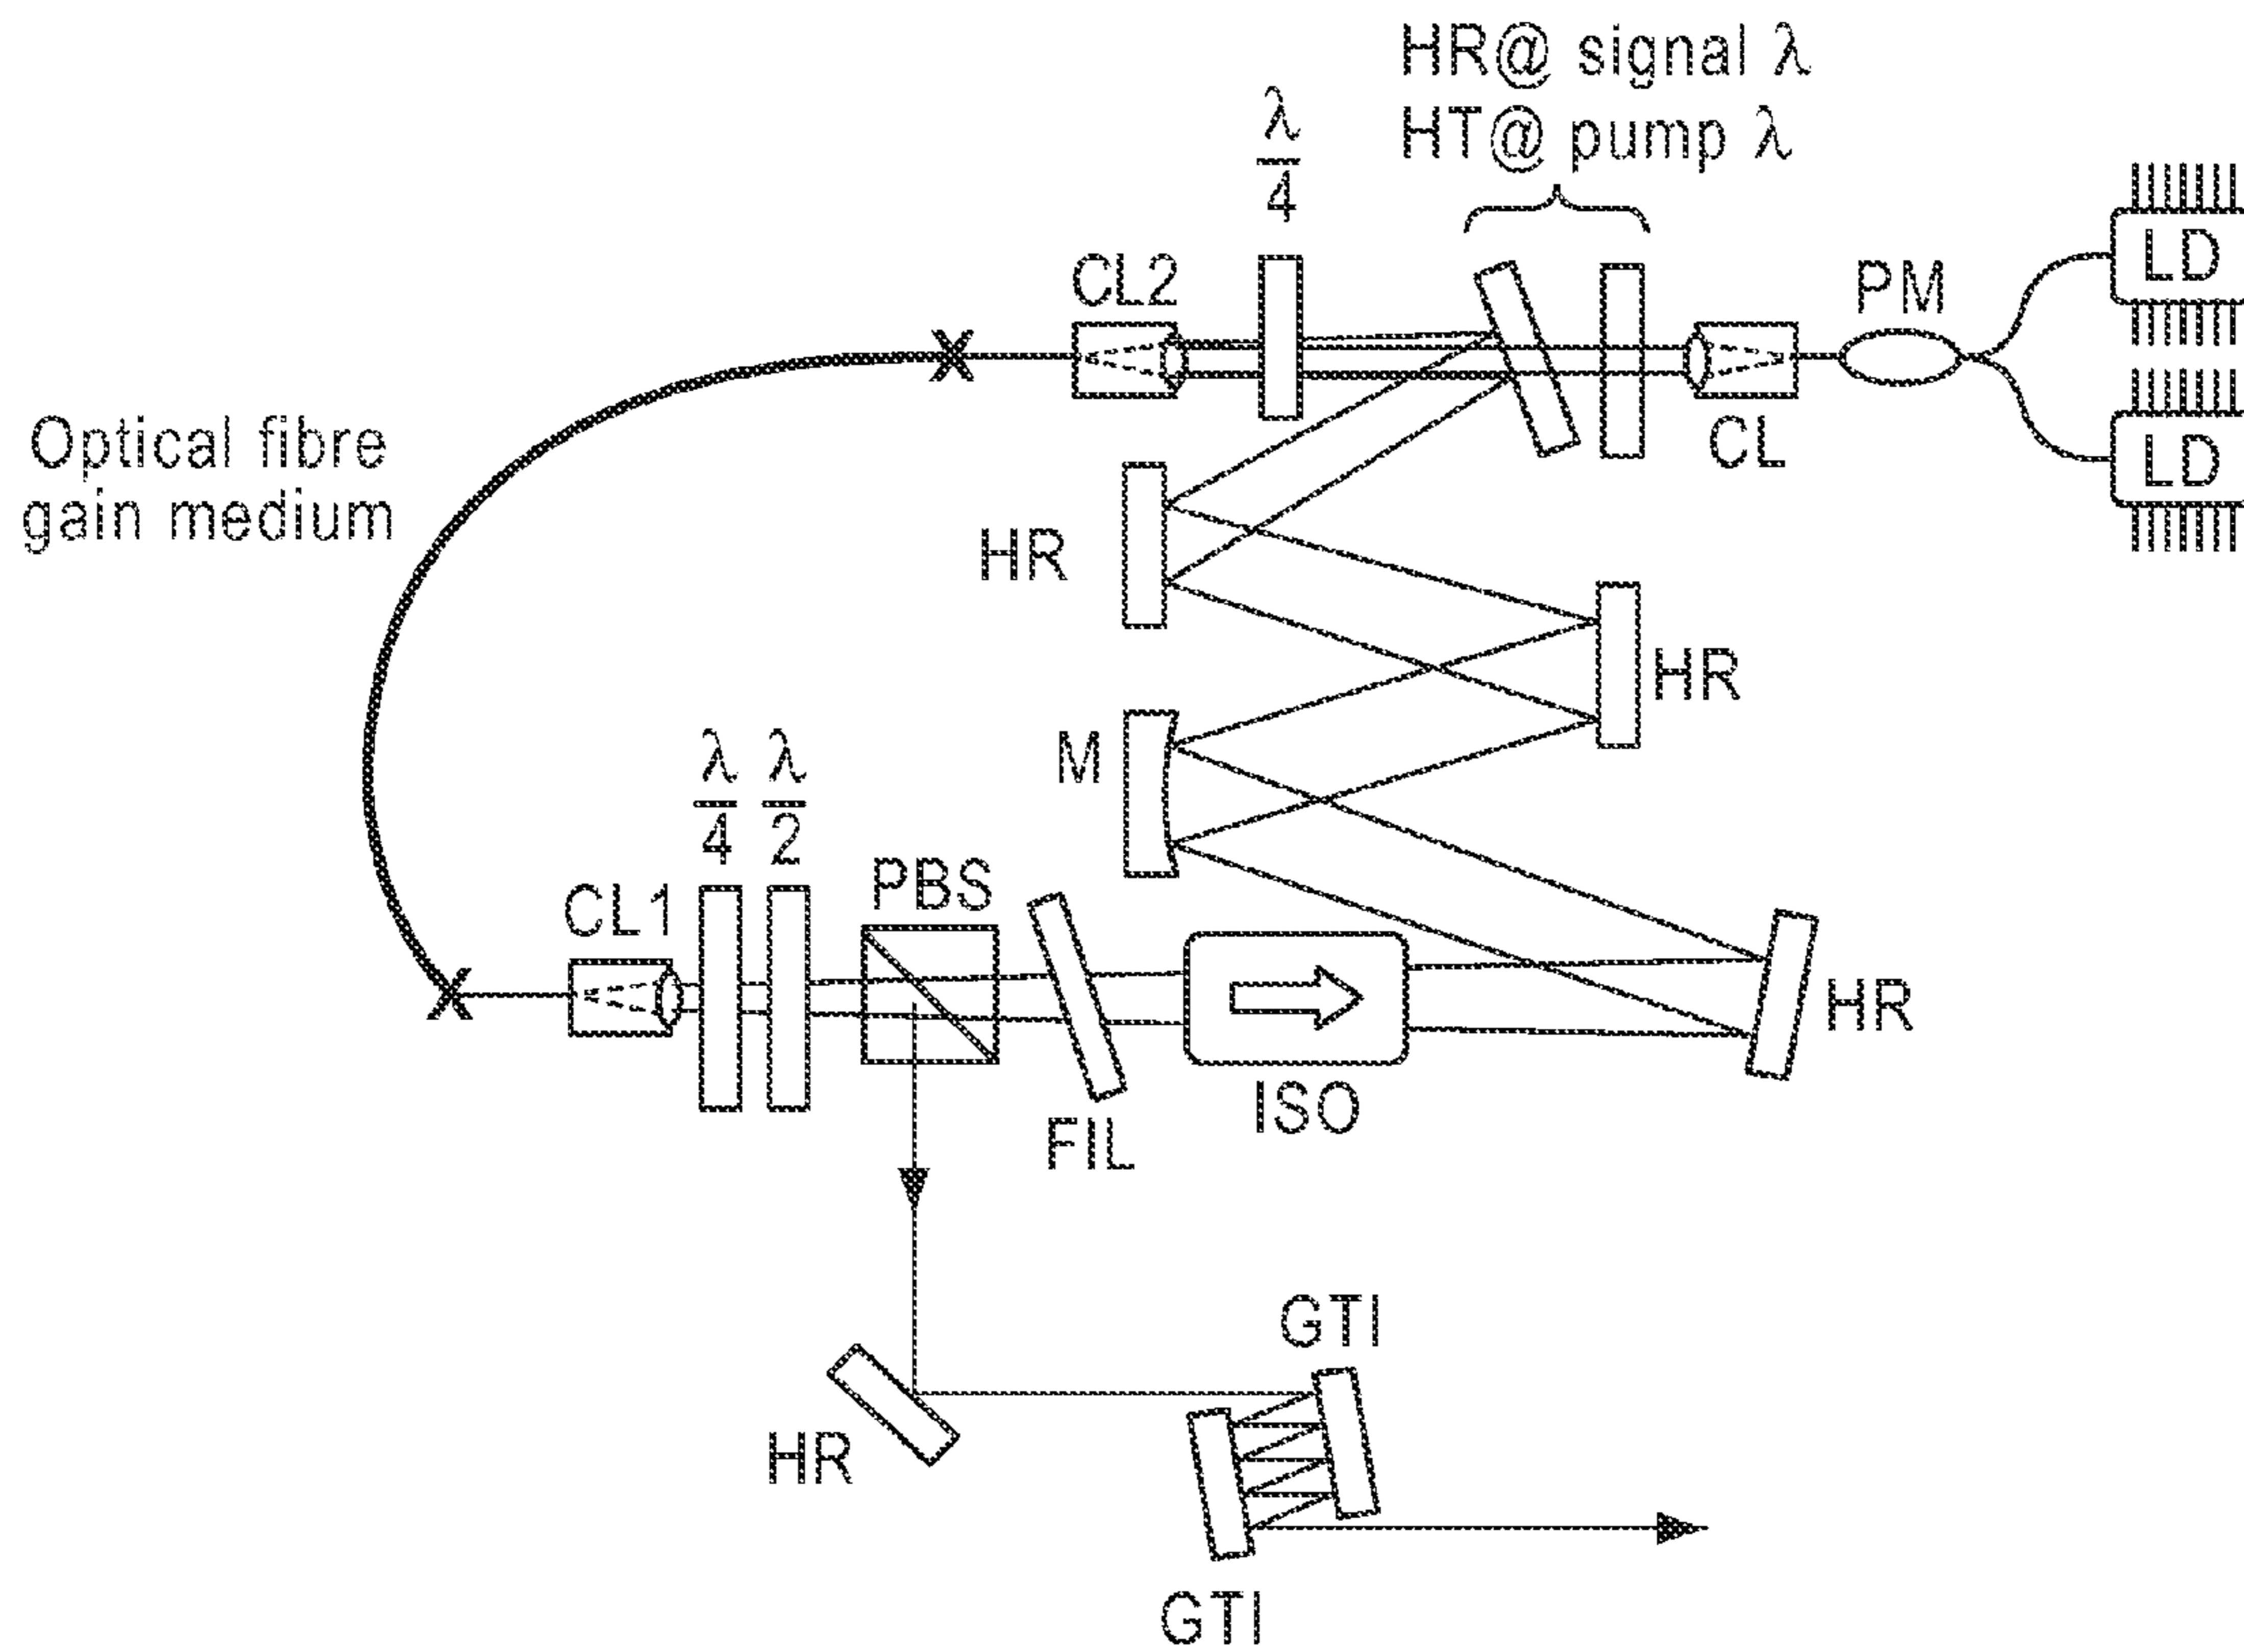 HR@ signal λ
HT@ pump λ
λ
4
CL2
PM
LD
LD
CL
Optical fibre
gain medium
HR
HR
M
λ
4
λ
2
PBS
CL1
HR
ISO
FIL
GTI
HR
GTI